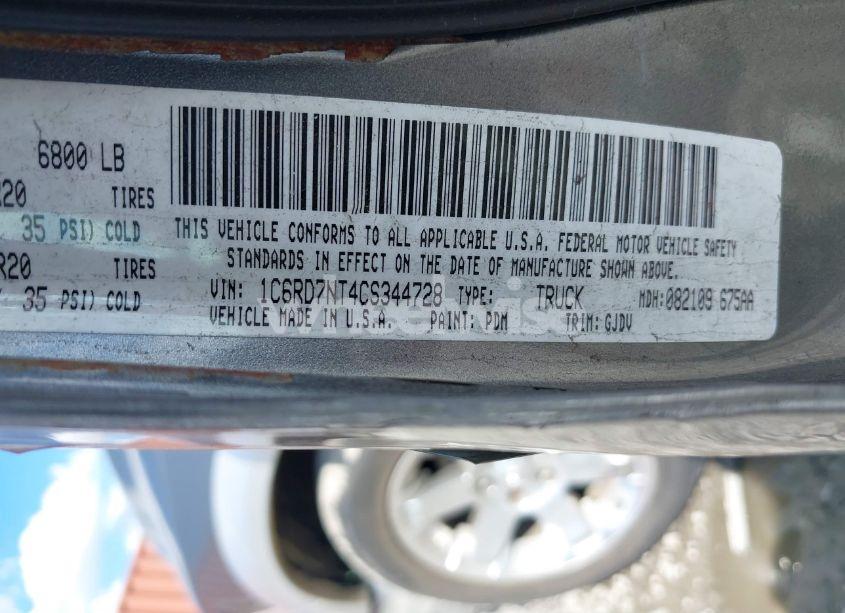 6800 LB
R20 TIRES
35 PSI) COLD
R20 TIRES
35 PSI) COLD
THIS VEHICLE CONFORMS TO ALL APPLICABLE U.S.A. FEDERAL MOTOR VEHICLE SAFETY
STANDARDS IN EFFECT ON THE DATE OF MANUFACTURE SHOWN ABOVE.
VIN: 1C6RD7NT4CS344728 TYPE: TRUCK MDH:082109 675AA
VEHICLE MADE IN U.S.A. PAINT: PDM TRIM: GJDV